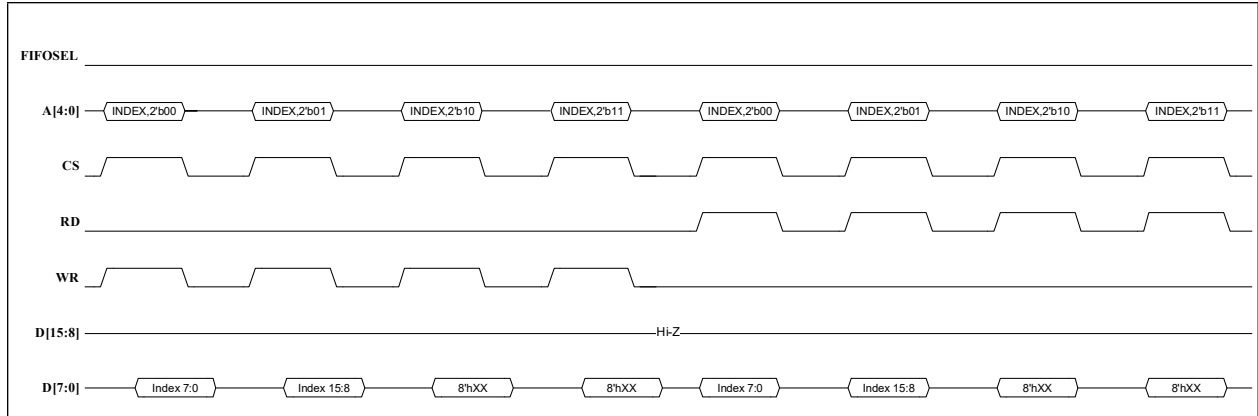 FIFOSEL
A[4:0] INDEX,2'b00 INDEX,2'b01 INDEX,2'b10 INDEX,2'b11 INDEX,2'b00 INDEX,2'b01 INDEX,2'b10 INDEX,2'b11
CS
RD
WR
D[15:8] Hi-Z
D[7:0] Index 7:0 Index 15:8 8'hXX 8'hXX Index 7:0 Index 15:8 8'hXX 8'hXX